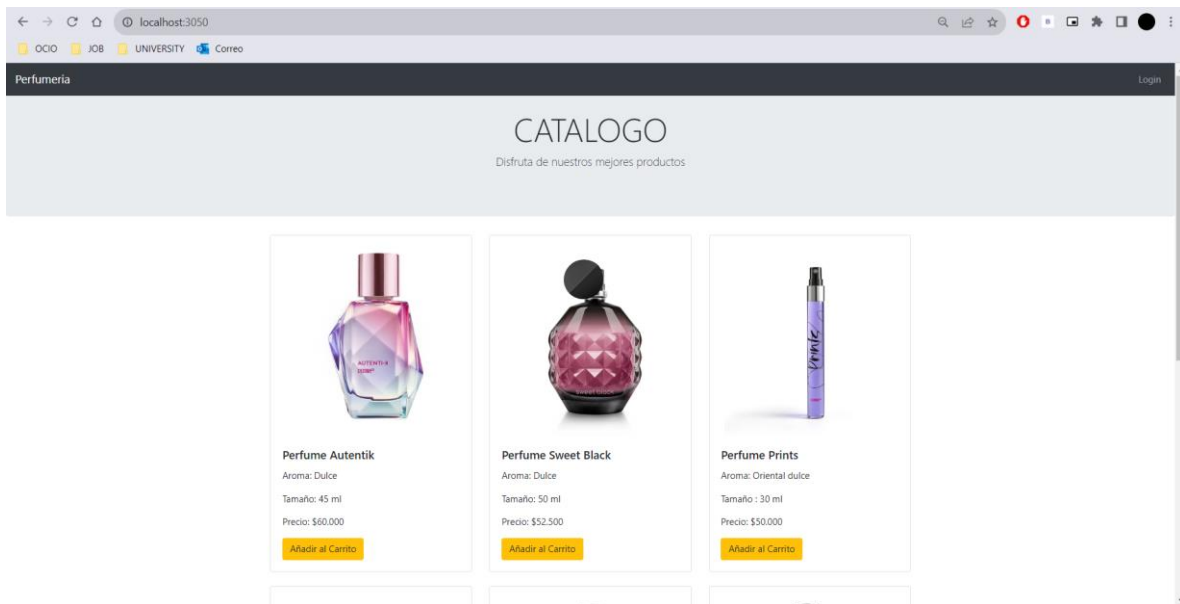 localhost:3050
OCIO JOB UNIVERSITY Correo
Perfumeria Login
CATALOGO
Disfruta de nuestros mejores productos
AUTENTI-K
Prints
Perfume Autentik Perfume Sweet Black Perfume Prints
Aroma: Dulce Aroma: Dulce Aroma: Oriental dulce
Tamaño: 45 ml Tamaño: 50 ml Tamaño : 30 ml
Precio: $60.000 Precio: $52.500 Precio: $50.000
Añadir al Carrito Añadir al Carrito Añadir al Carrito